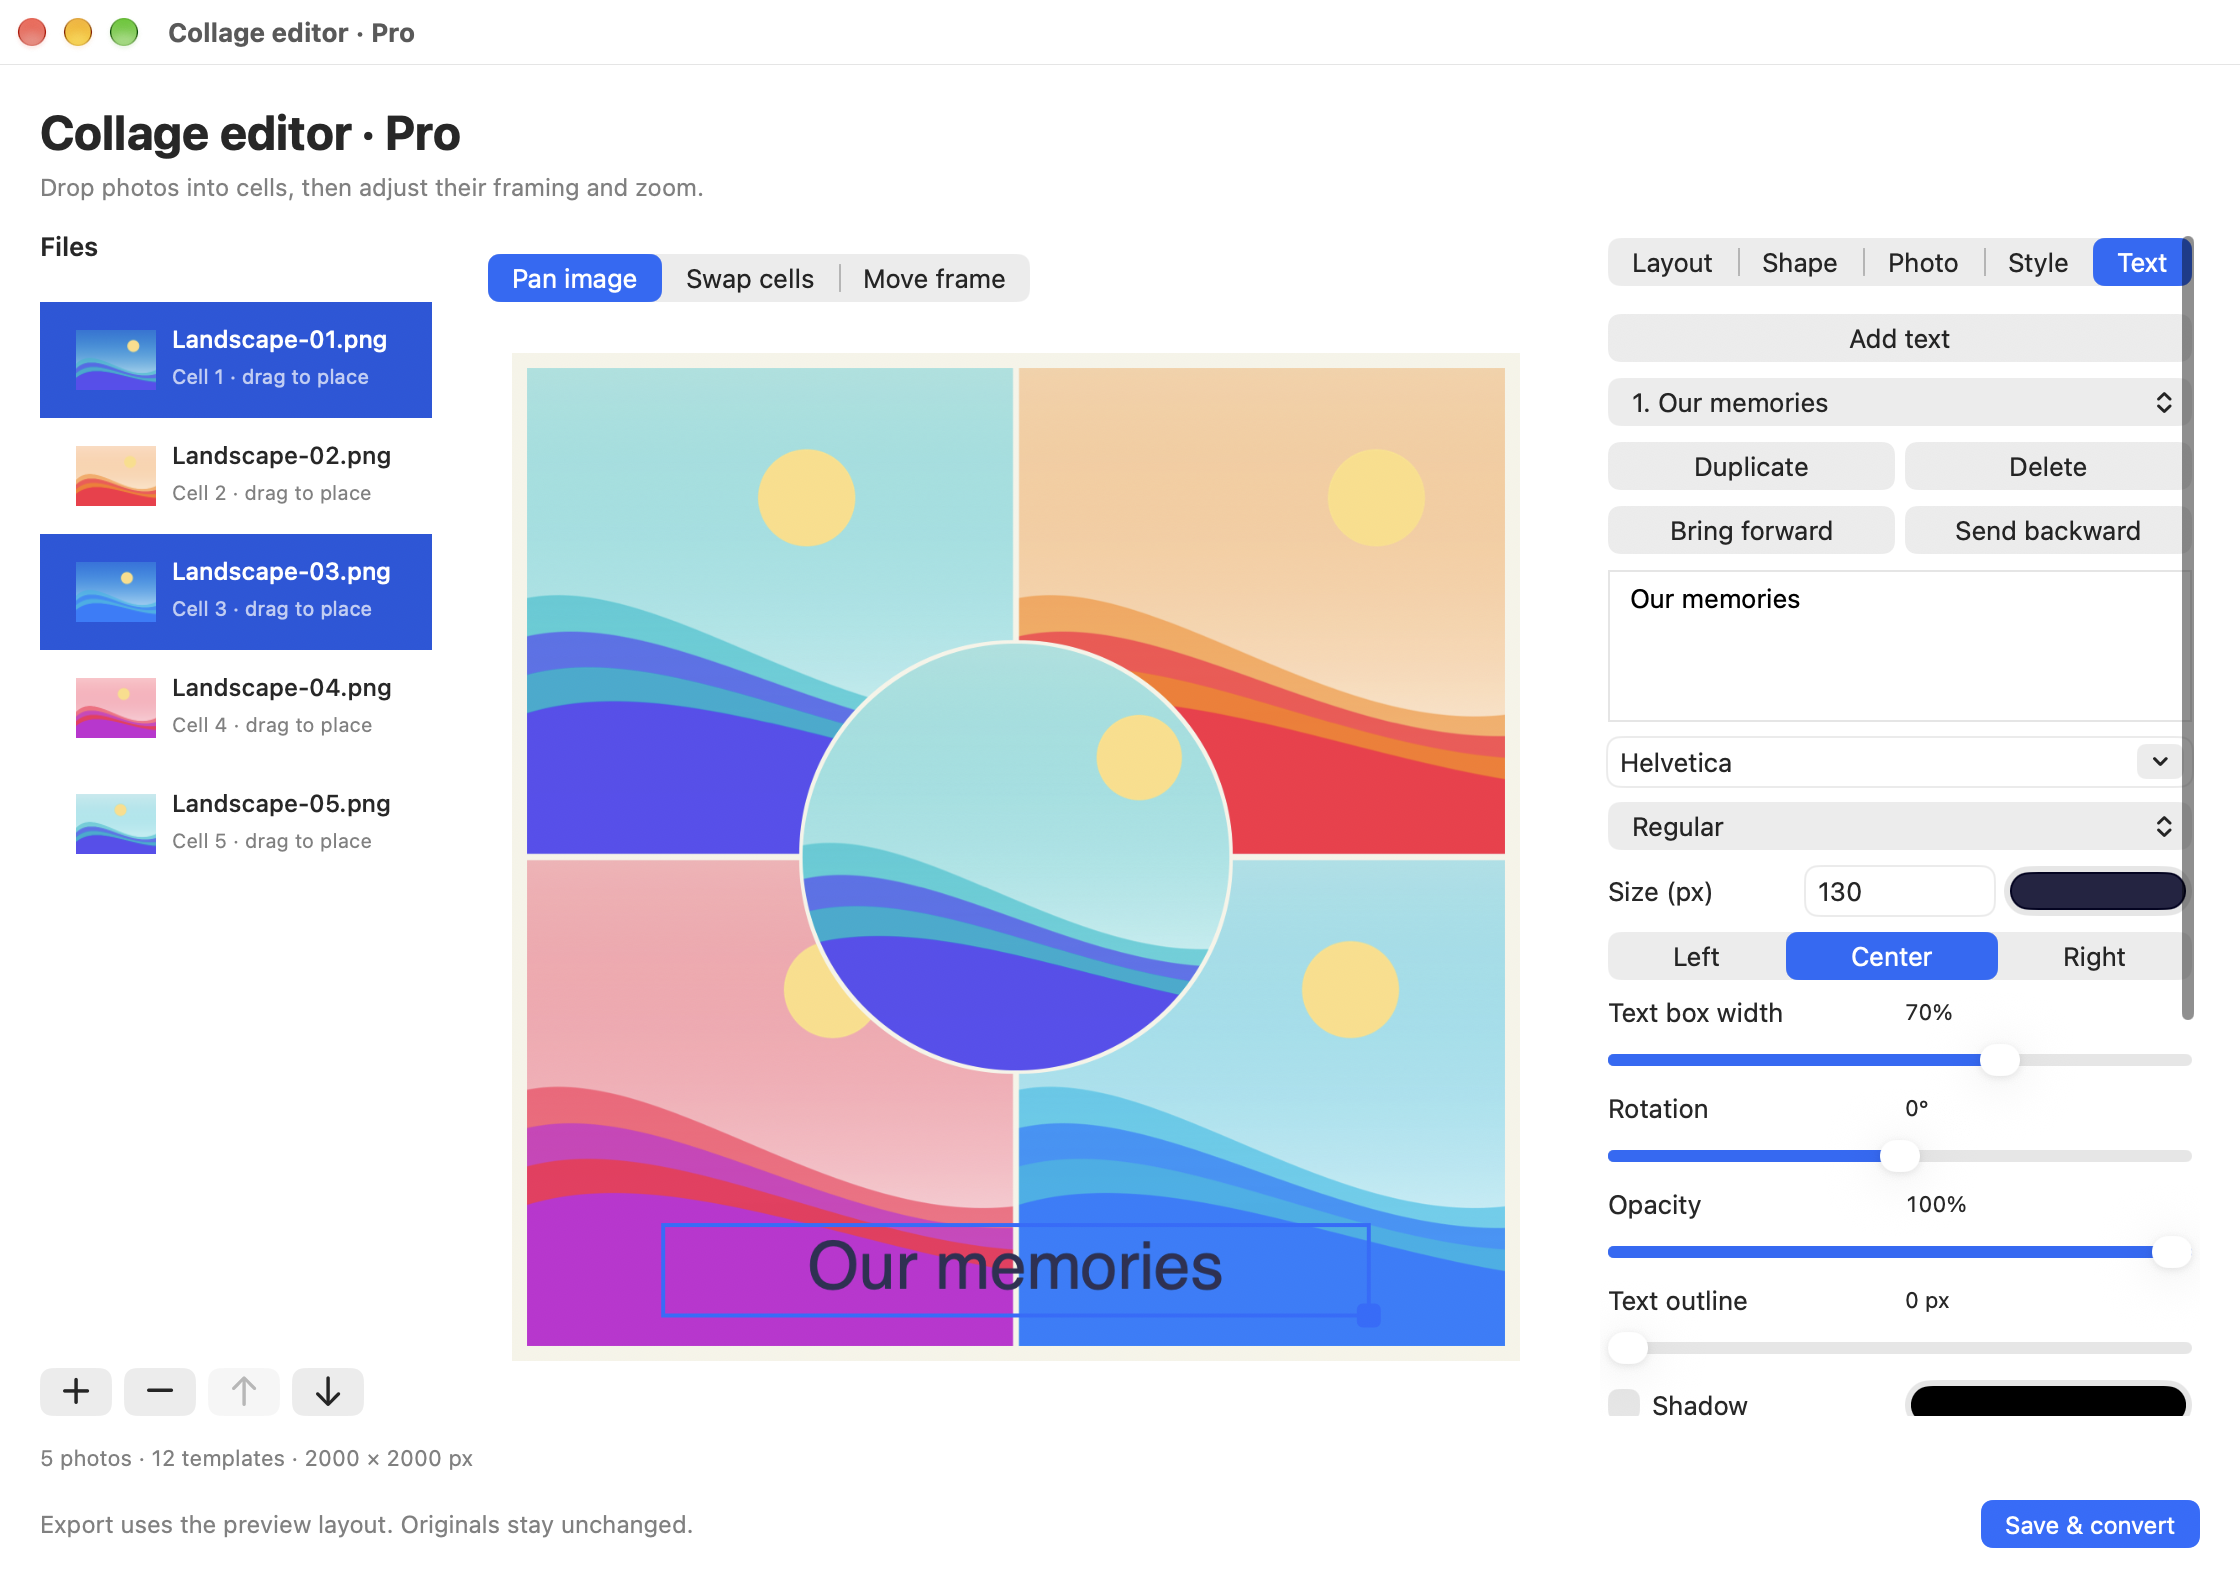 Collage editor · Pro
Collage editor · Pro
Drop photos into cells, then adjust their framing and zoom.
Files
Landscape-01.png
Cell 1 · drag to place
Landscape-02.png
Cell 2 · drag to place
Landscape-03.png
Cell 3 · drag to place
Landscape-04.png
Cell 4 · drag to place
Landscape-05.png
Cell 5 · drag to place
5 photos · 12 templates · 2000 × 2000 px
Export uses the preview layout. Originals stay unchanged.
Pan image Swap cells Move frame
Our memories
Layout Shape Photo Style Text
Add text
1. Our memories
Duplicate Delete
Bring forward Send backward
Our memories
Helvetica
Regular
Size (px) 130
Left Center Right
Text box width 70%
Rotation 0°
Opacity 100%
Text outline 0 px
Shadow
Save & convert